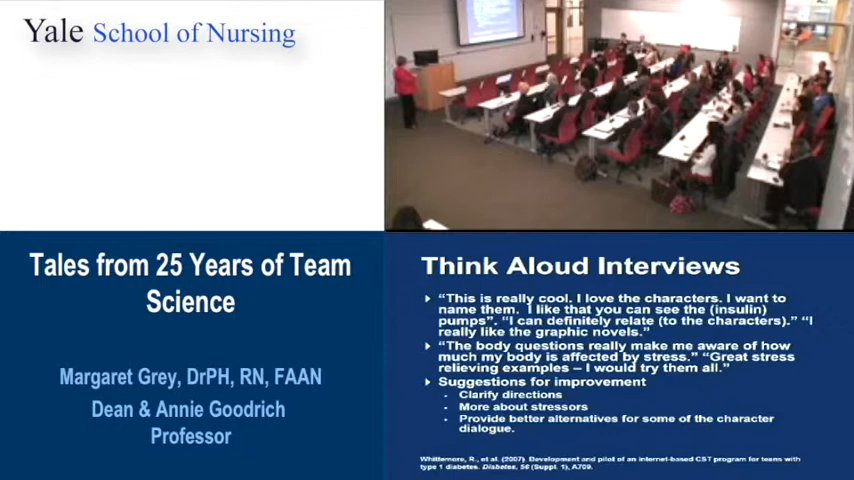 Yale School of Nursing
Tales from 25 Years of Team
Science
Margaret Grey, DrPH, RN, FAAN
Dean & Annie Goodrich
Professor
Think Aloud Interviews
“This is really cool. I love the characters. I want to
name them. I like that you can see the (insulin)
pumps”. “I can definitely relate (to the characters).” “I
really like the graphic novels.”
“The body questions really make me aware of how
much my body is affected by stress.” “Great stress
relieving examples – I would try them all.”
Suggestions for improvement
Clarify directions
More about stressors
Provide better alternatives for some of the character
dialogue.
Whittemore, R., et al. (2007). Development and pilot of an internet-based CST program for teens with
type 1 diabetes. Diabetes, 56 (Suppl. 1), A709.